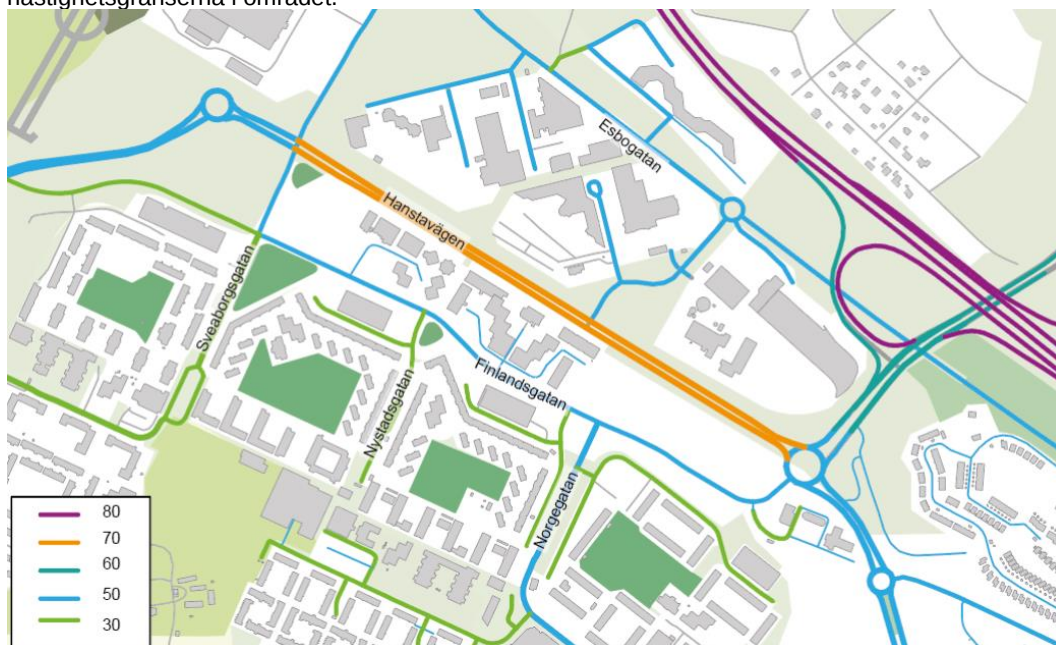 hastighetsgränserna i området.
Esbogatan
Hanstavägen
Sveaborgsgatan
Finlandsgatan
Nystadsgatan
Norgegatan
80
70
60
50
30